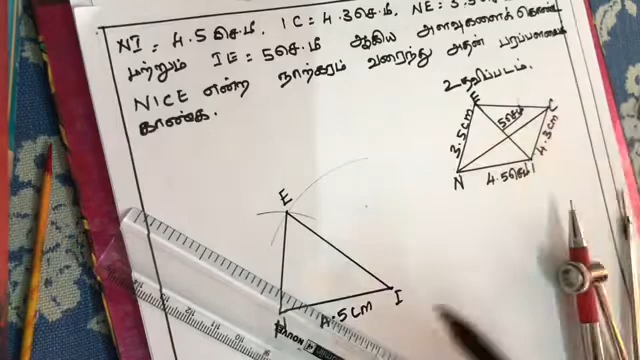 NI = 4.5 செ.மீ, IC = 4.3 செ.மீ, NE = 3.5
மற்றும் IE = 5செ.மீ ஆகிய அளவுகளைக் கொண்ட
NICE என்ற நாற்கரம் வரைந்து அதன் பரப்பளவைக்
காண்க.
உதவிப்படம்.
E
C
5செமீ
3.5cm
4.3cm
N
4.5செமீ
I
E
4.5cm
I